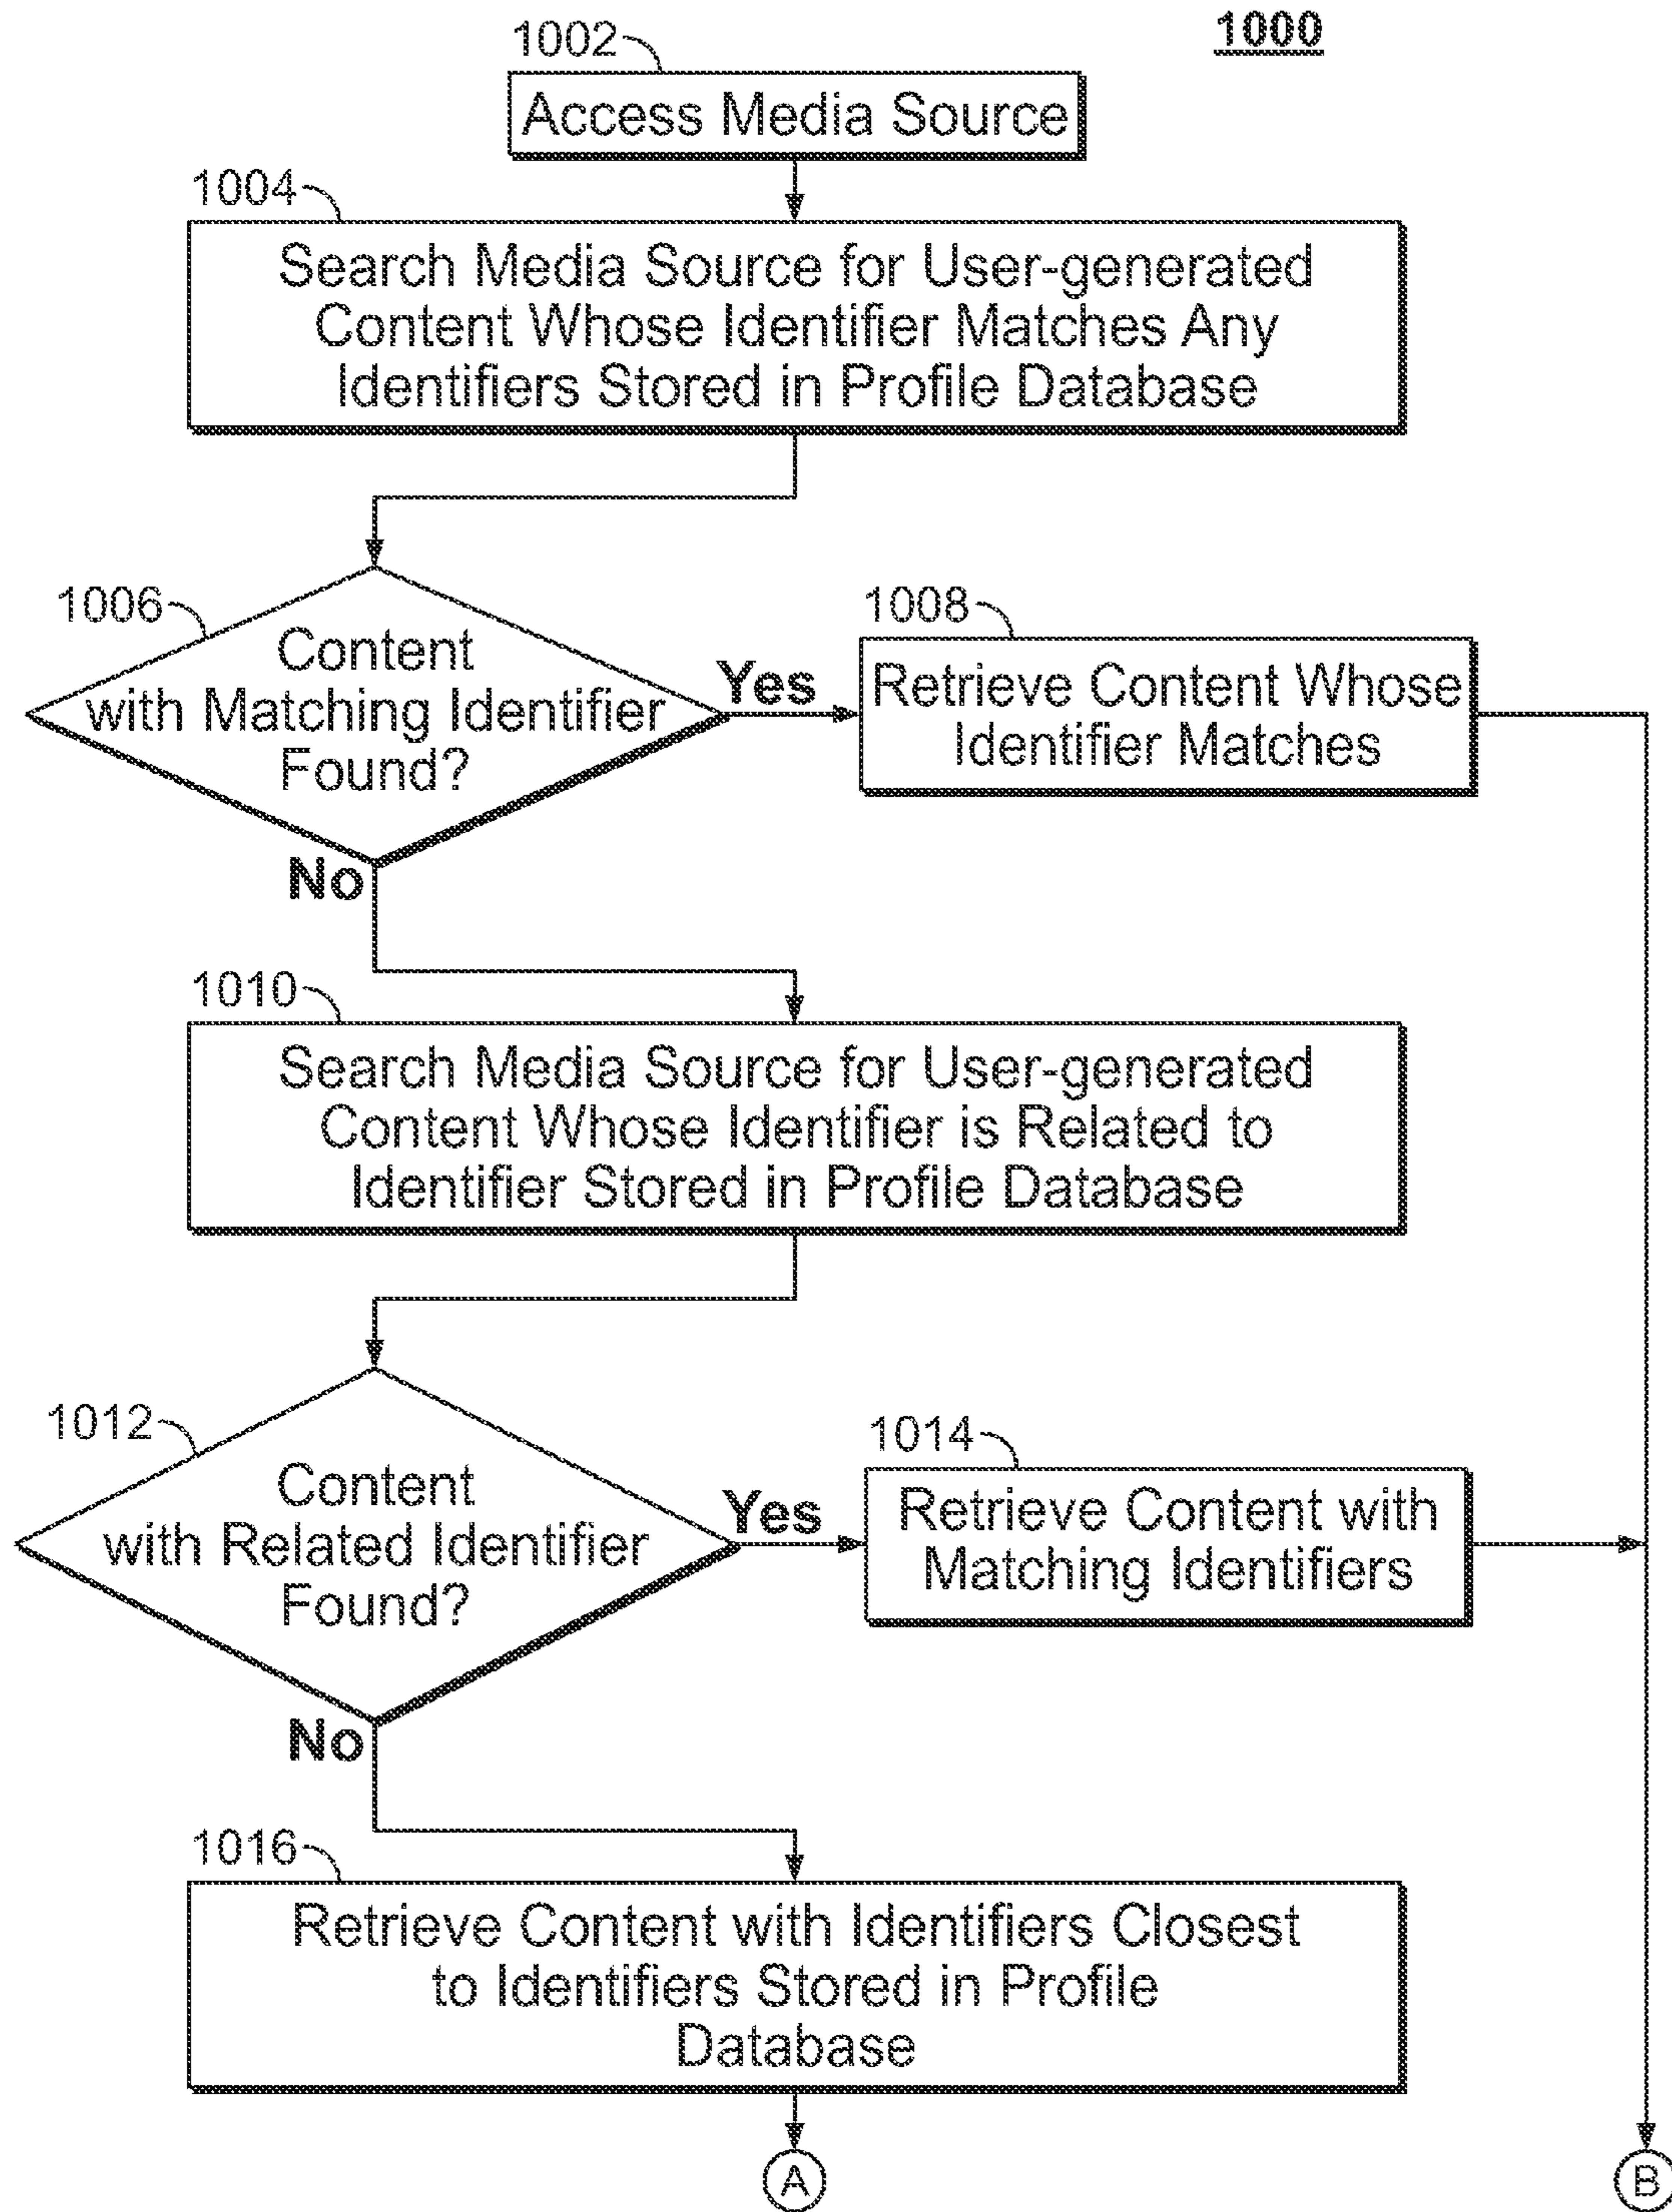 1000
1002
Access Media Source
1004
Search Media Source for User-generated
Content Whose Identifier Matches Any
Identifiers Stored in Profile Database
1006
Content
with Matching Identifier
Found?
Yes
1008
Retrieve Content Whose
Identifier Matches
No
1010
Search Media Source for User-generated
Content Whose Identifier is Related to
Identifier Stored in Profile Database
1012
Content
with Related Identifier
Found?
Yes
1014
Retrieve Content with
Matching Identifiers
No
1016
Retrieve Content with Identifiers Closest
to Identifiers Stored in Profile
Database
A
B